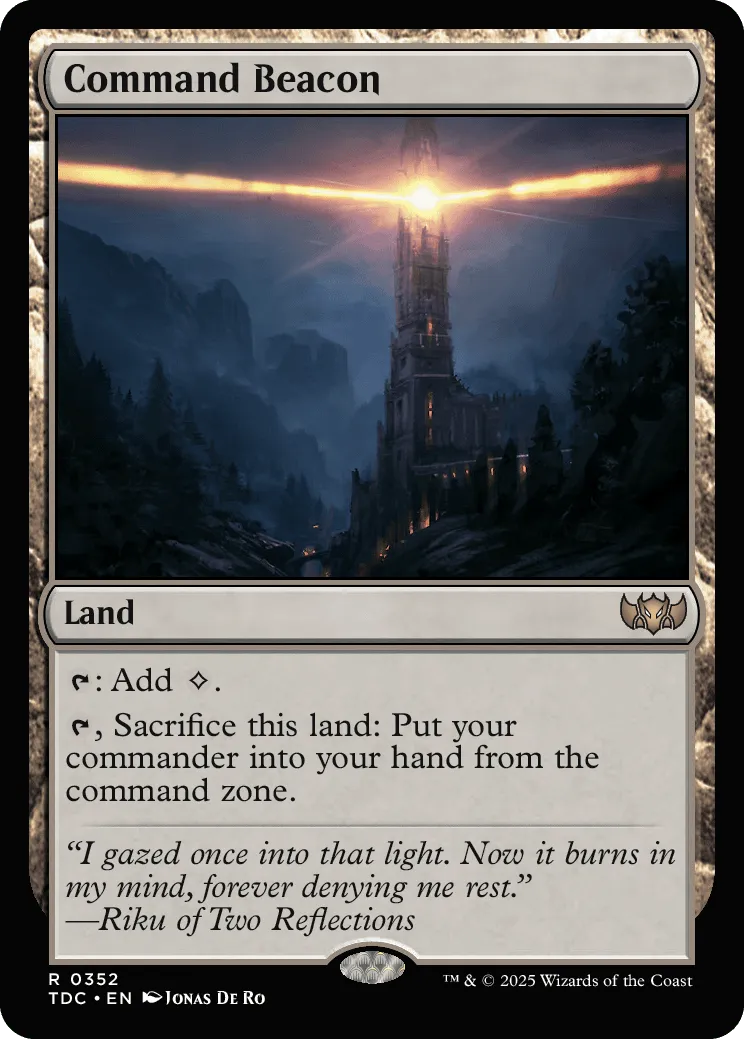 Command Beacon
Land
: Add .
, Sacrifice this land: Put your
commander into your hand from the
command zone.
“I gazed once into that light. Now it burns in
my mind, forever denying me rest.”
—Riku of Two Reflections
R 0352
TDC • EN Jonas De Ro
™ & © 2025 Wizards of the Coast